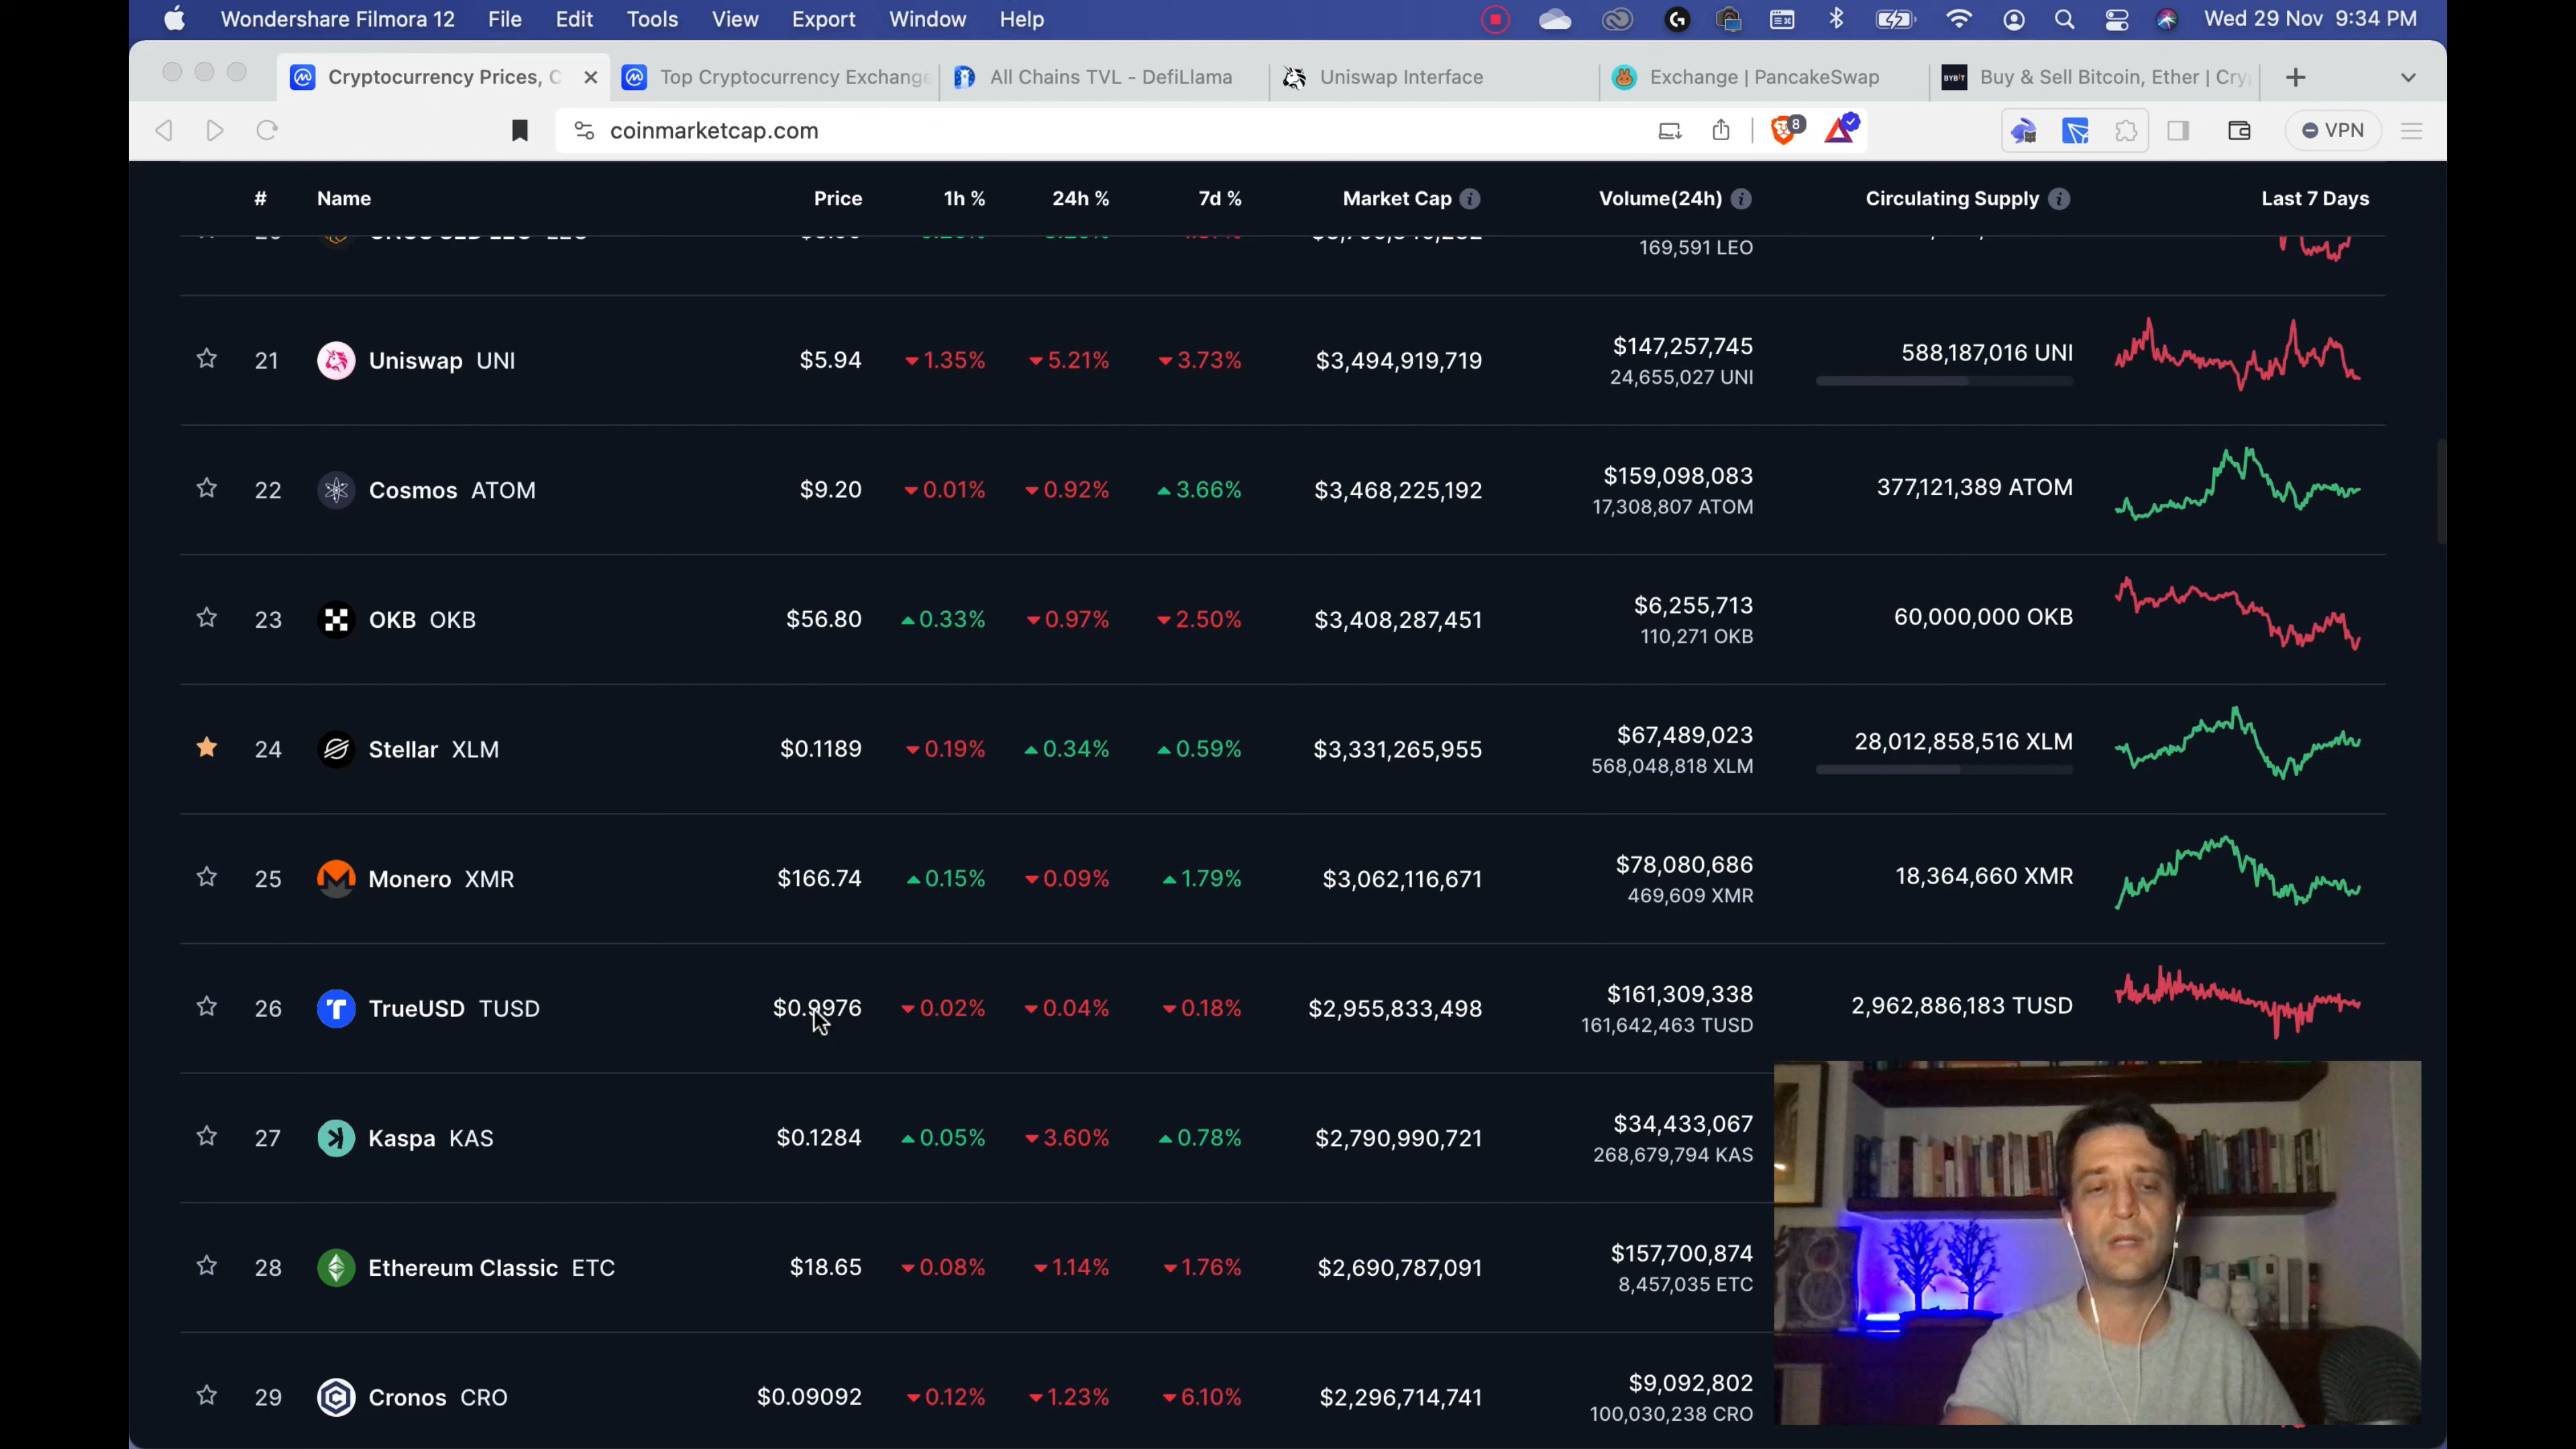 Wondershare Filmora 12 File Edit Tools View Export Window Help Wed 29 Nov 9:34 PM
Cryptocurrency Prices, C Top Cryptocurrency Exchange All Chains TVL - DefiLlama Uniswap Interface Exchange | PancakeSwap BYBIT Buy & Sell Bitcoin, Ether | Cry
coinmarketcap.com 8 VPN
# Name Price 1h % 24h % 7d % Market Cap Volume(24h) Circulating Supply Last 7 Days
169,591 LEO
21 Uniswap UNI $5.94 1.35% 5.21% 3.73% $3,494,919,719 $147,257,745 588,187,016 UNI
24,655,027 UNI
22 Cosmos ATOM $9.20 0.01% 0.92% 3.66% $3,468,225,192 $159,098,083 377,121,389 ATOM
17,308,807 ATOM
23 OKB OKB $56.80 0.33% 0.97% 2.50% $3,408,287,451 $6,255,713 60,000,000 OKB
110,271 OKB
24 Stellar XLM $0.1189 0.19% 0.34% 0.59% $3,331,265,955 $67,489,023 28,012,858,516 XLM
568,048,818 XLM
25 Monero XMR $166.74 0.15% 0.09% 1.79% $3,062,116,671 $78,080,686 18,364,660 XMR
469,609 XMR
26 TrueUSD TUSD $0.9976 0.02% 0.04% 0.18% $2,955,833,498 $161,309,338 2,962,886,183 TUSD
161,642,463 TUSD
27 Kaspa KAS $0.1284 0.05% 3.60% 0.78% $2,790,990,721 $34,433,067
268,679,794 KAS
28 Ethereum Classic ETC $18.65 0.08% 1.14% 1.76% $2,690,787,091 $157,700,874
8,457,035 ETC
29 Cronos CRO $0.09092 0.12% 1.23% 6.10% $2,296,714,741 $9,092,802
100,030,238 CRO